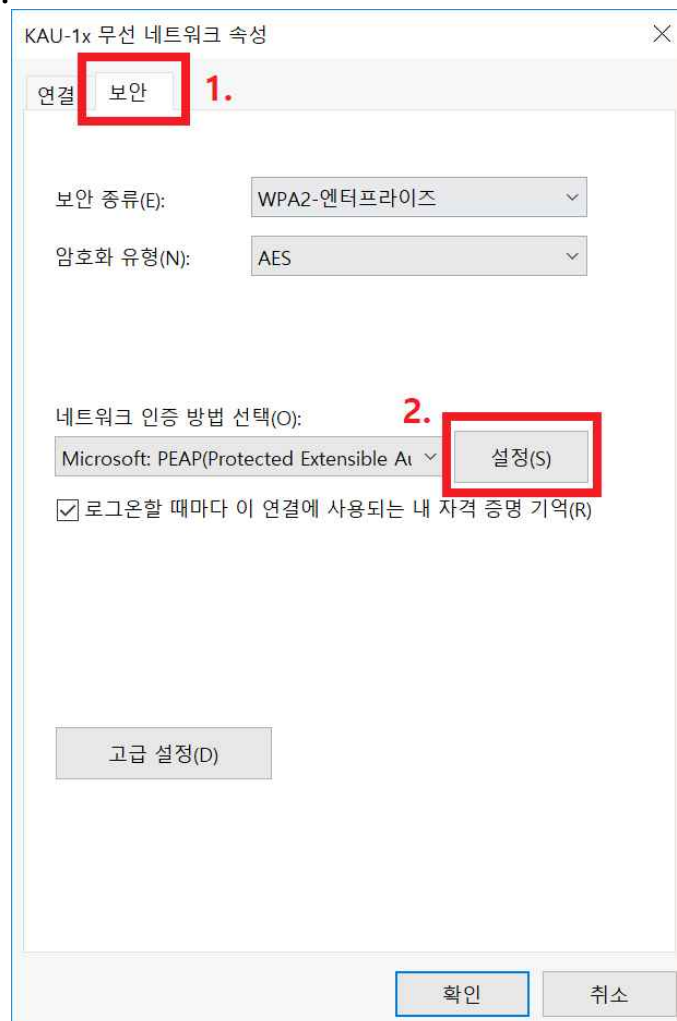 KAU-1x 무선 네트워크 속성
연결 보안 1.
보안 종류(E): WPA2-엔터프라이즈
암호화 유형(N): AES
네트워크 인증 방법 선택(O): 2.
Microsoft: PEAP(Protected Extensible Au 설정(S)
로그온할 때마다 이 연결에 사용되는 내 자격 증명 기억(R)
고급 설정(D)
확인 취소